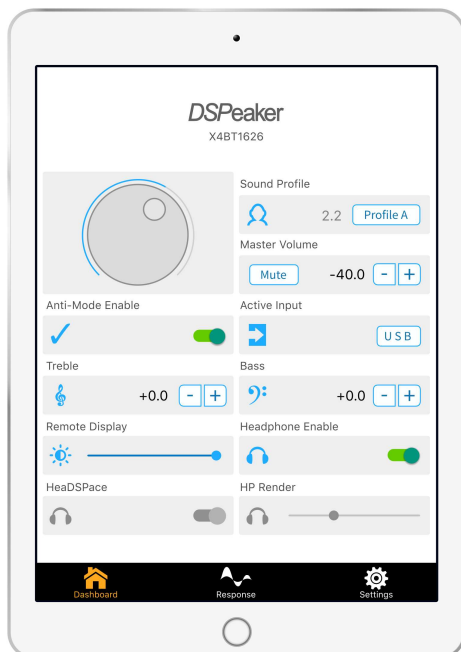 DSPeaker
X4BT1626
Sound Profile
2.2 Profile A
Master Volume
Mute -40.0 - +
Anti-Mode Enable
Active Input
USB
Treble
+0.0 - +
Bass
+0.0 - +
Remote Display
Headphone Enable
HeaDSPace
HP Render
Dashboard
Response
Settings